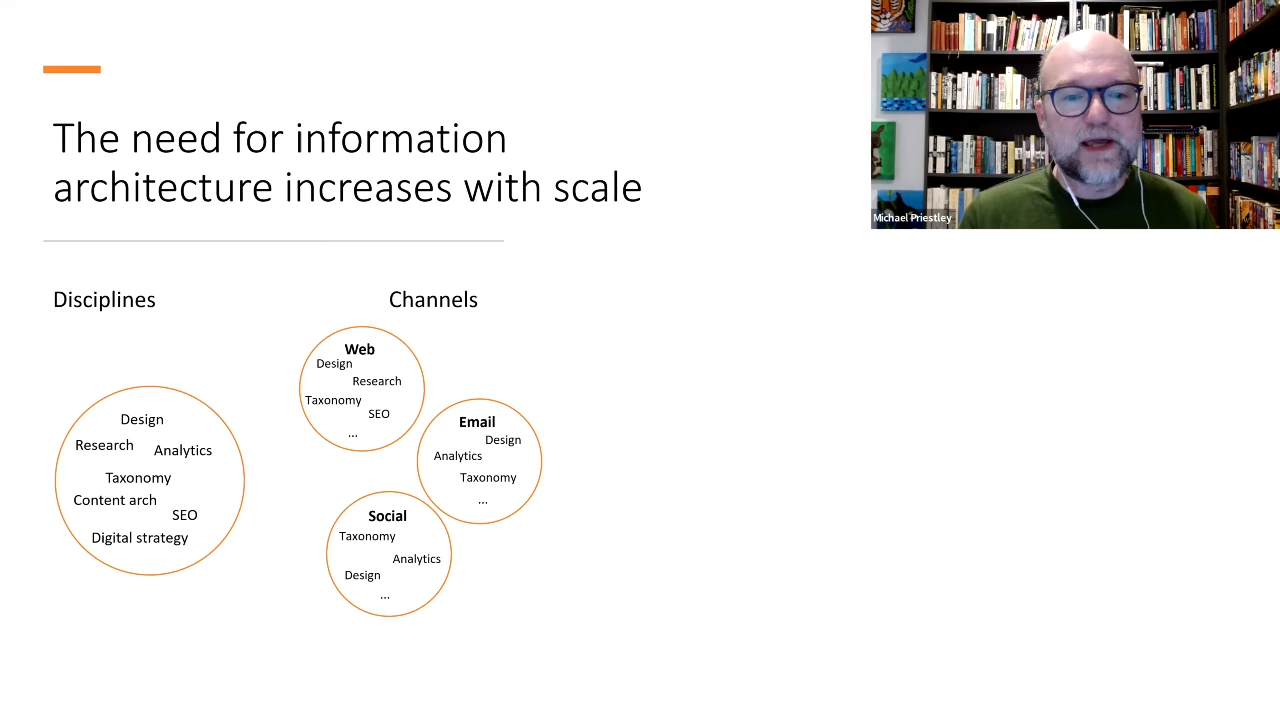 The need for information
architecture increases with scale
Disciplines
Design
Research
Analytics
Taxonomy
Content arch
SEO
Digital strategy
Channels
Web
Design
Research
Taxonomy
SEO
...
Email
Design
Analytics
Taxonomy
...
Social
Taxonomy
Analytics
Design
...
Michael Priestley